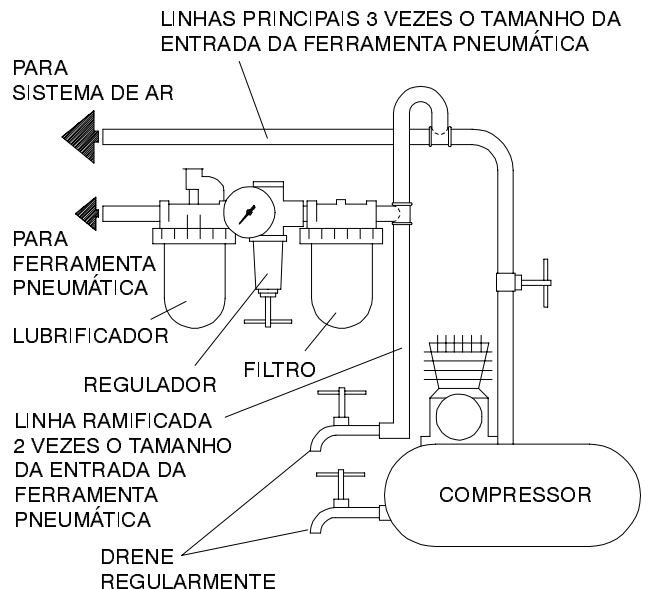 LINHAS PRINCIPAIS 3 VEZES O TAMANHO DA
ENTRADA DA FERRAMENTA PNEUMÁTICA
PARA
SISTEMA DE AR
PARA
FERRAMENTA
PNEUMÁTICA
LUBRIFICADOR
REGULADOR
FILTRO
LINHA RAMIFICADA
2 VEZES O TAMANHO
DA ENTRADA DA
FERRAMENTA
PNEUMÁTICA
COMPRESSOR
DRENE
REGULARMENTE